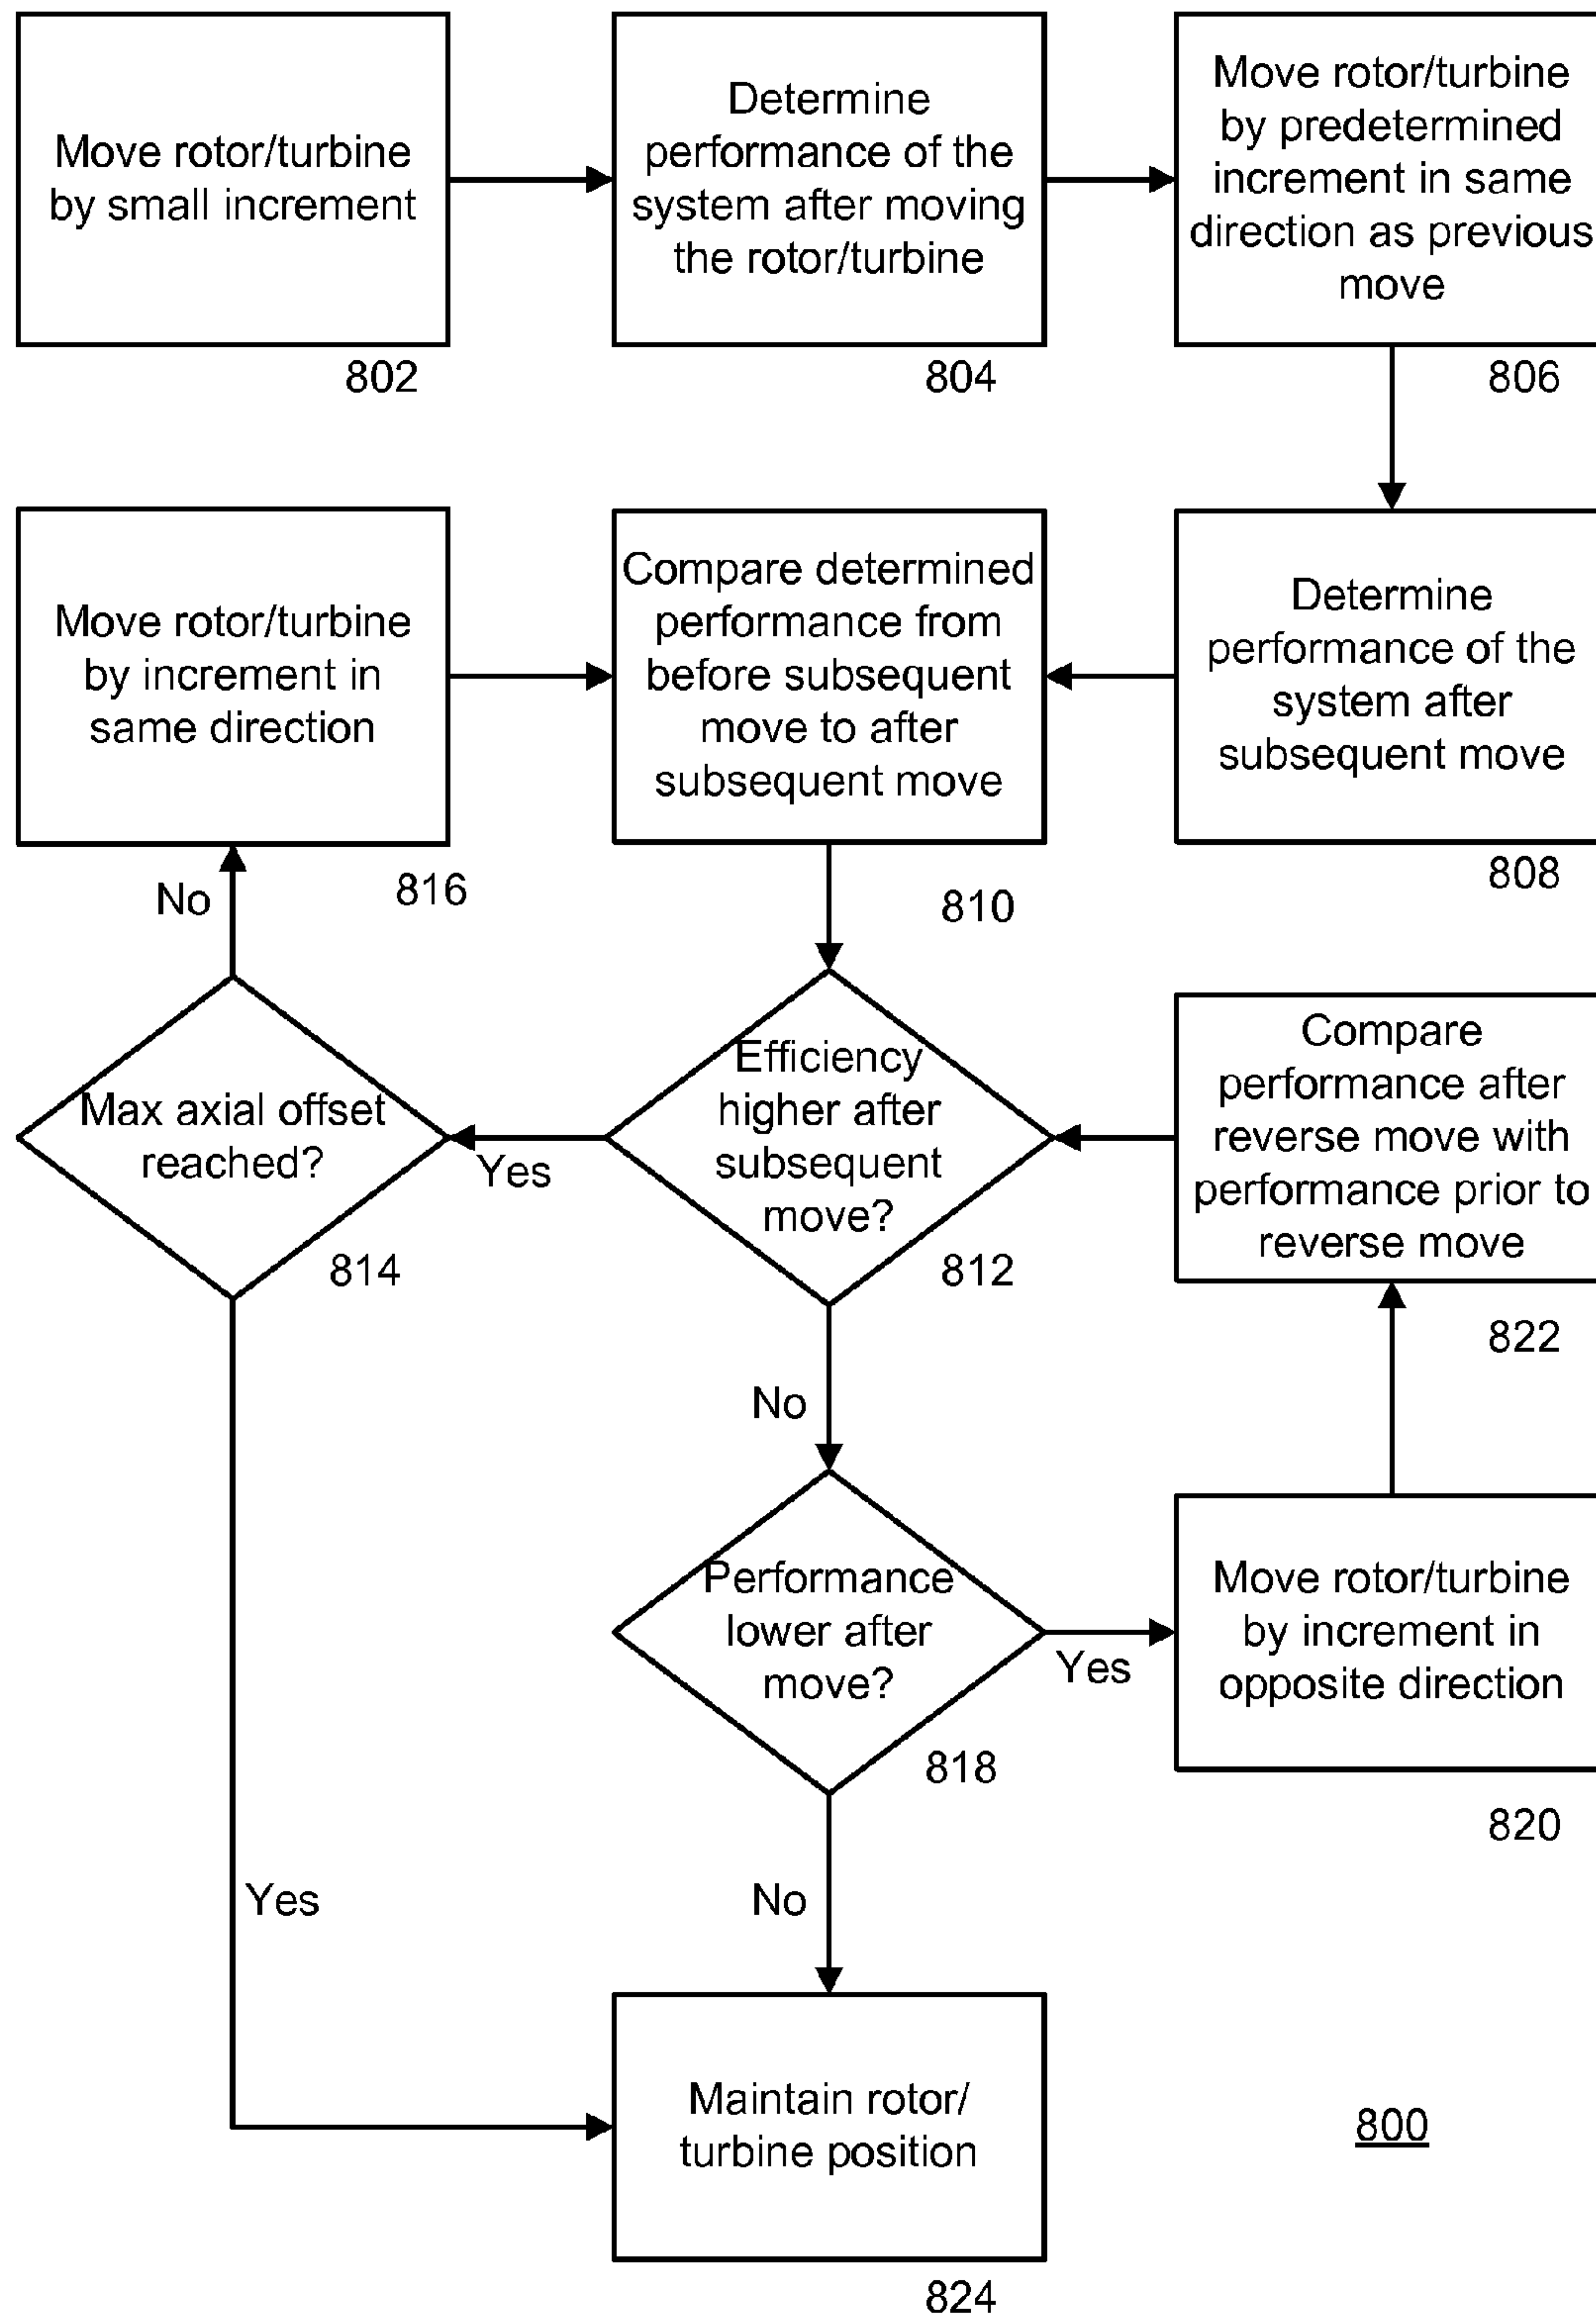 Move rotor/turbine
by small increment
802
Determine
performance of the
system after moving
the rotor/turbine
804
Move rotor/turbine
by predetermined
increment in same
direction as previous
move
806
Move rotor/turbine
by increment in
same direction
816
Compare determined
performance from
before subsequent
move to after
subsequent move
810
Determine
performance of the
system after
subsequent move
808
No
Max axial offset
reached?
814
Yes
Efficiency
higher after
subsequent
move?
812
Compare
performance after
reverse move with
performance prior to
reverse move
822
No
Performance
lower after
move?
818
Yes
Move rotor/turbine
by increment in
opposite direction
820
Yes
No
Maintain rotor/
turbine position
824
800